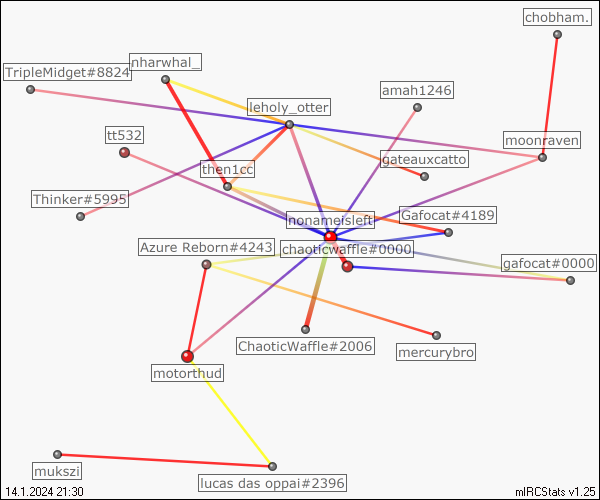 chobham.
nharwhal_
TripleMidget#8824
amah1246
leholy_otter
tt532
moonraven
gateauxcatto
then1cc
Thinker#5995
nonameisleft
Gafocat#4189
Azure Reborn#4243
chaoticwaffle#0000
gafocat#0000
ChaoticWaffle#2006
mercurybro
motorthud
mukszi
lucas das oppai#2396
14.1.2024 21:30
mIRCStats v1.25